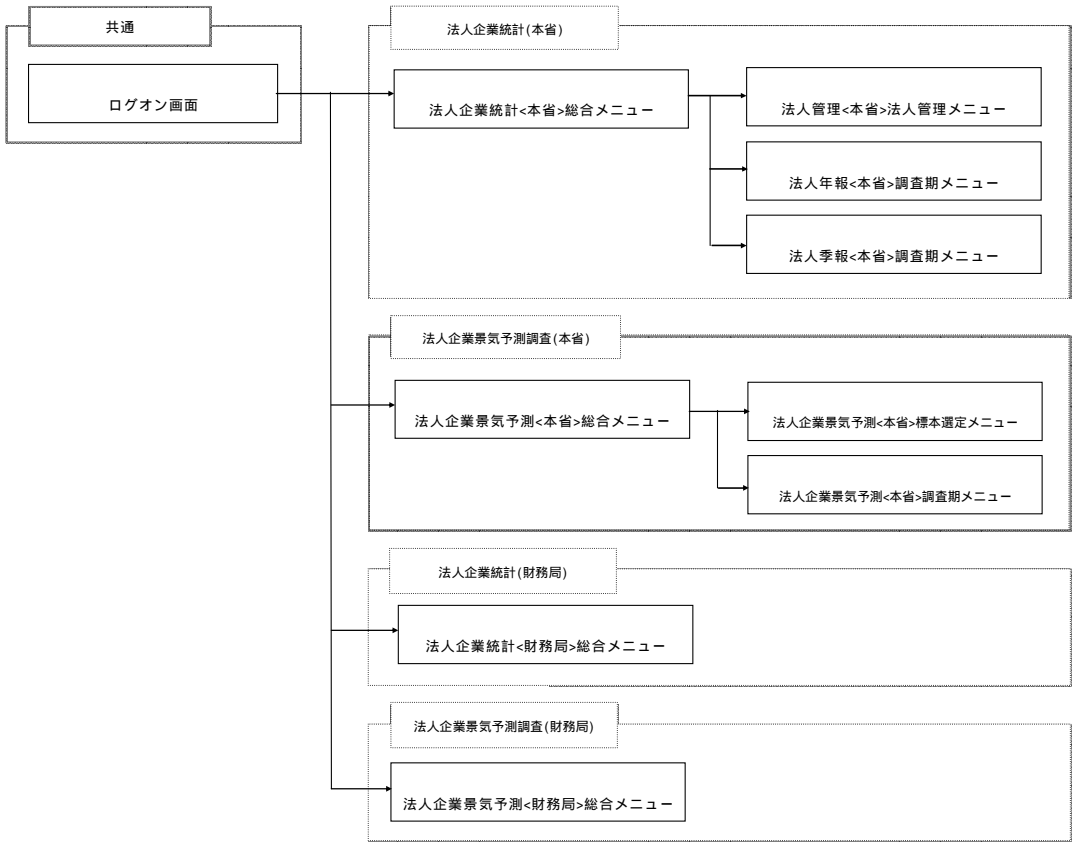 共通
ログオン画面
法人企業統計(本省)
法人企業統計<本省>総合メニュー
法人管理<本省>法人管理メニュー
法人年報<本省>調査期メニュー
法人季報<本省>調査期メニュー
法人企業景気予測調査(本省)
法人企業景気予測<本省>総合メニュー
法人企業景気予測<本省>標本選定メニュー
法人企業景気予測<本省>調査期メニュー
法人企業統計(財務局)
法人企業統計<財務局>総合メニュー
法人企業景気予測調査(財務局)
法人企業景気予測<財務局>総合メニュー